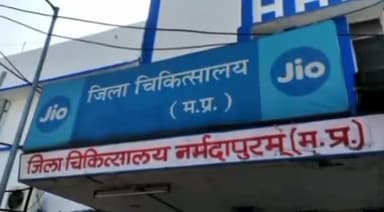 Jio जिला चिकित्सालय Jio
( म.प्र. )
जिला चिकित्सालय नर्मदापुरम् (म.प्र.)